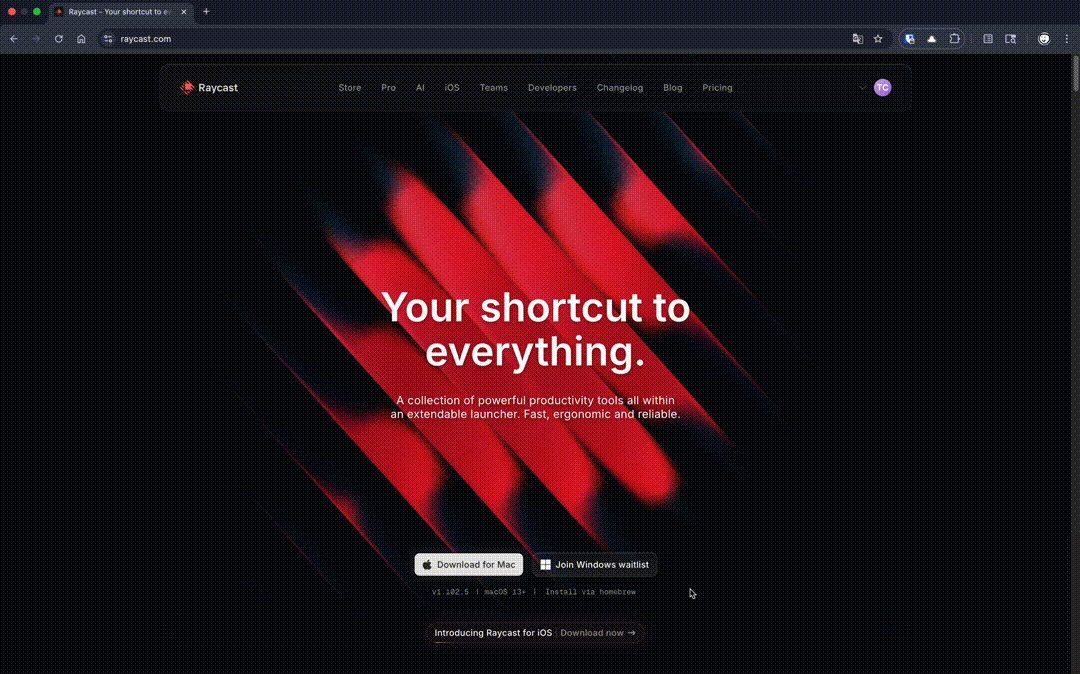 Raycast - Your shortcut to e
raycast.com
Raycast
Store Pro AI iOS Teams Developers Changelog Blog Pricing
TC
Your shortcut to
everything.
A collection of powerful productivity tools all within
an extendable launcher. Fast, ergonomic and reliable.
Download for Mac Join Windows waitlist
v1.102.5 | macOS 13+ | Install via homebrew
Introducing Raycast for iOS Download now →